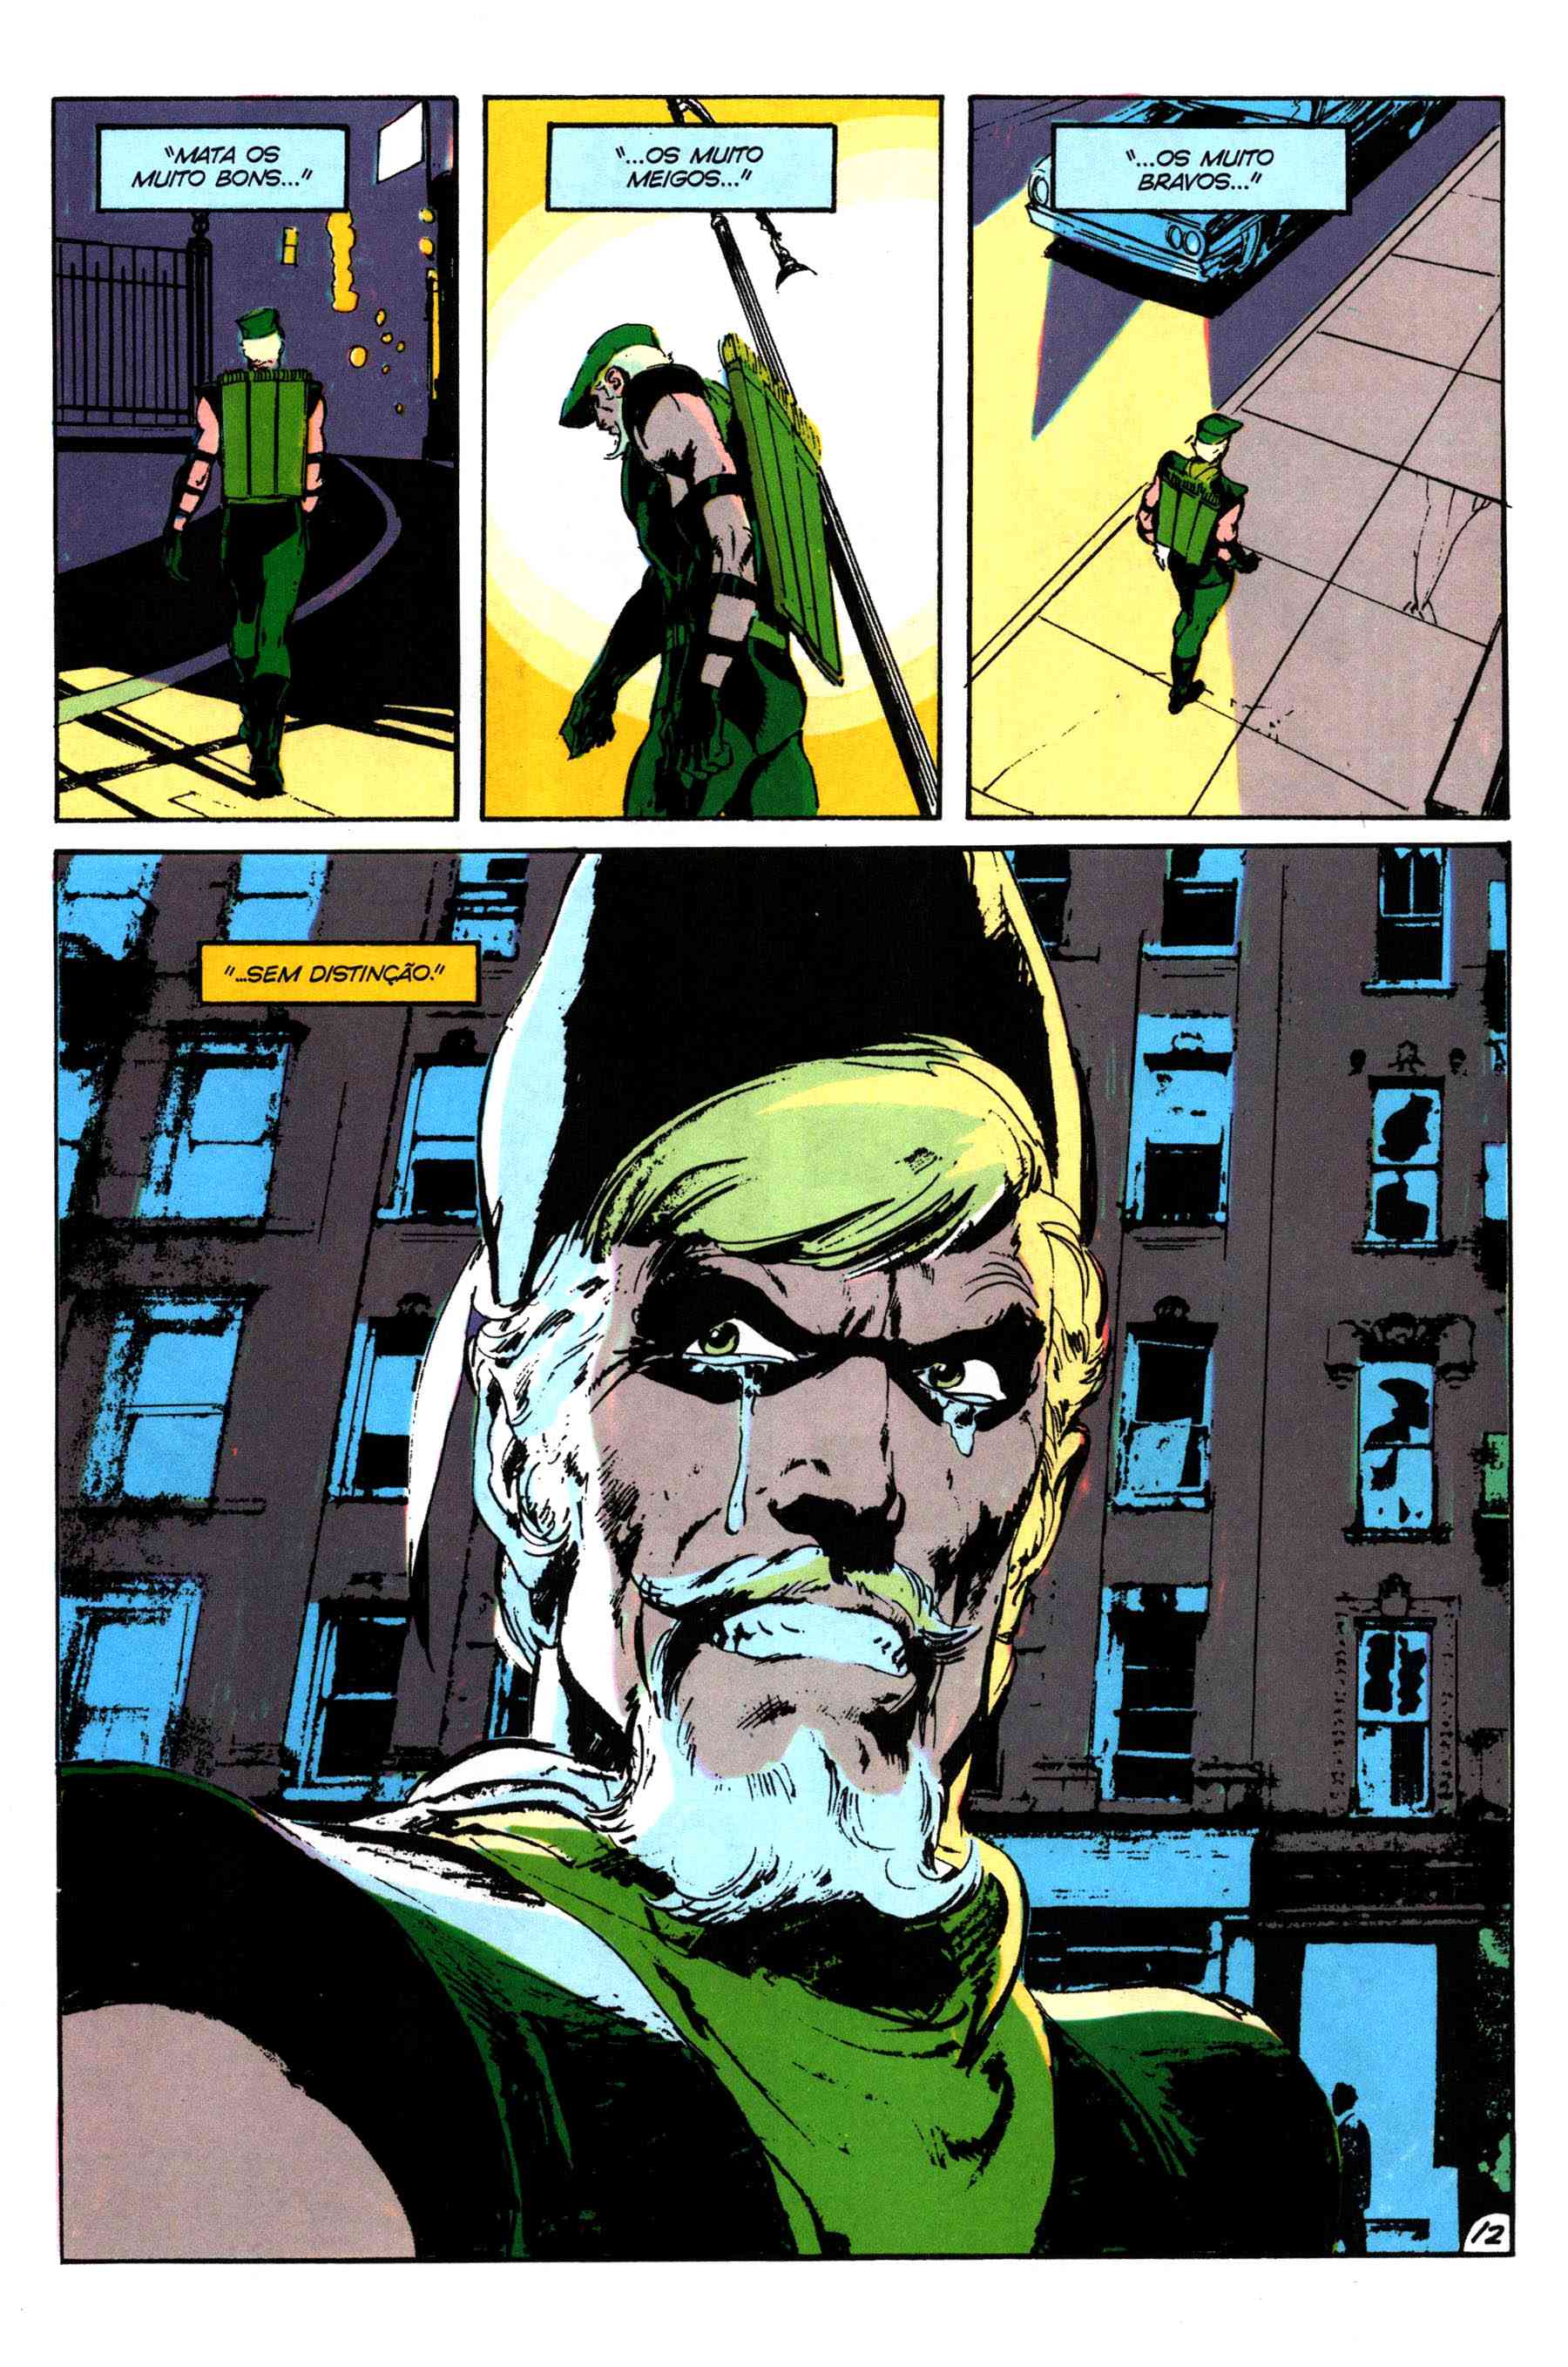 "MATA OS
MUITO BONS..."
"...OS MUITO
MEIGOS..."
"...OS MUITO
BRAVOS..."
"...SEM DISTINÇÃO."
12